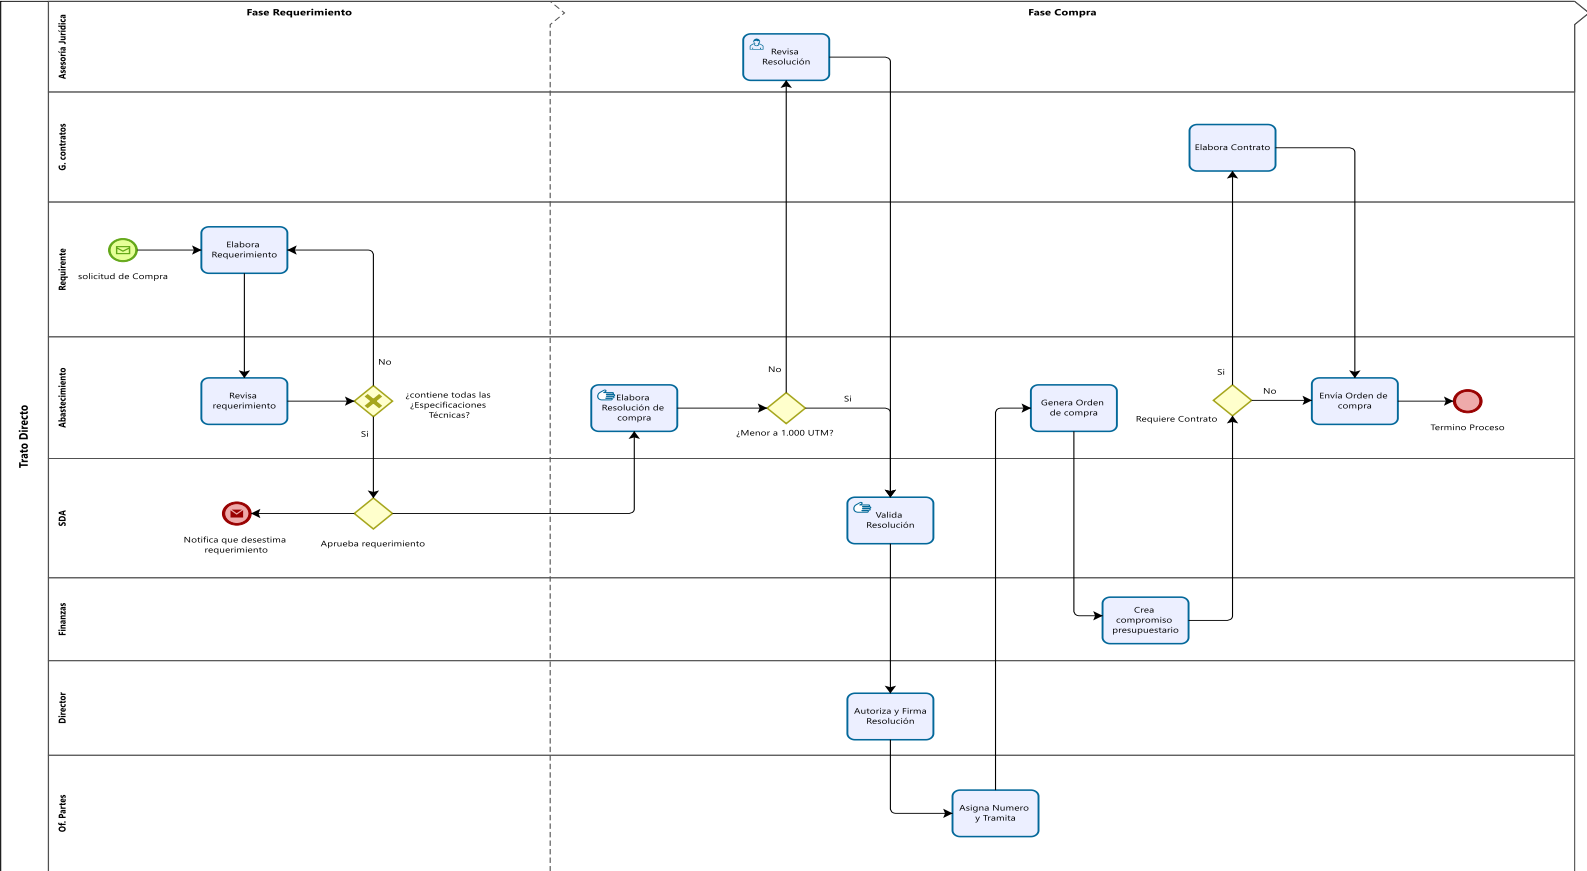 Fase Requerimiento
Fase Compra
Trato Directo
Asesoría Jurídica
Revisa
Resolución
G. contratos
Elabora Contrato
Requirente
solicitud de Compra
Elabora
Requerimiento
Abastecimiento
Revisa
requerimiento
No
Si
¿contiene todas las
¿Especificaciones
Técnicas?
Elabora
Resolución de
compra
No
Si
¿Menor a 1.000 UTM?
Genera Orden
de compra
Si
No
Requiere Contrato
Envia Orden de
compra
Termino Proceso
SDA
Notifica que desestima
requerimiento
Aprueba requerimiento
Valida
Resolución
Finanzas
Crea
compromiso
presupuestario
Director
Autoriza y Firma
Resolución
Of. Partes
Asigna Numero
y Tramita